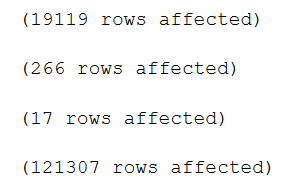 (19119 rows affected)
(266 rows affected)
(17 rows affected)
(121307 rows affected)